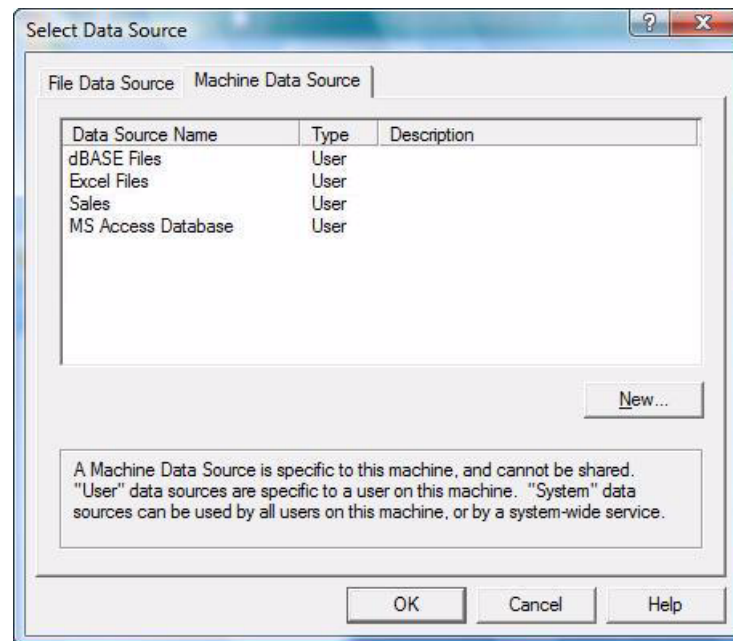 Select Data Source
File Data Source
Machine Data Source
Data Source Name Type Description
dBASE Files User
Excel Files User
Sales User
MS Access Database User
New...
A Machine Data Source is specific to this machine, and cannot be shared.
"User" data sources are specific to a user on this machine. "System" data
sources can be used by all users on this machine, or by a system-wide service.
OK Cancel Help